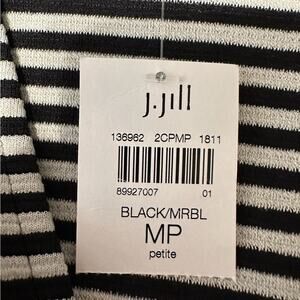 j.jill
136962 2CPMP 1811
89927007 01
BLACK/MRBL
MP
petite